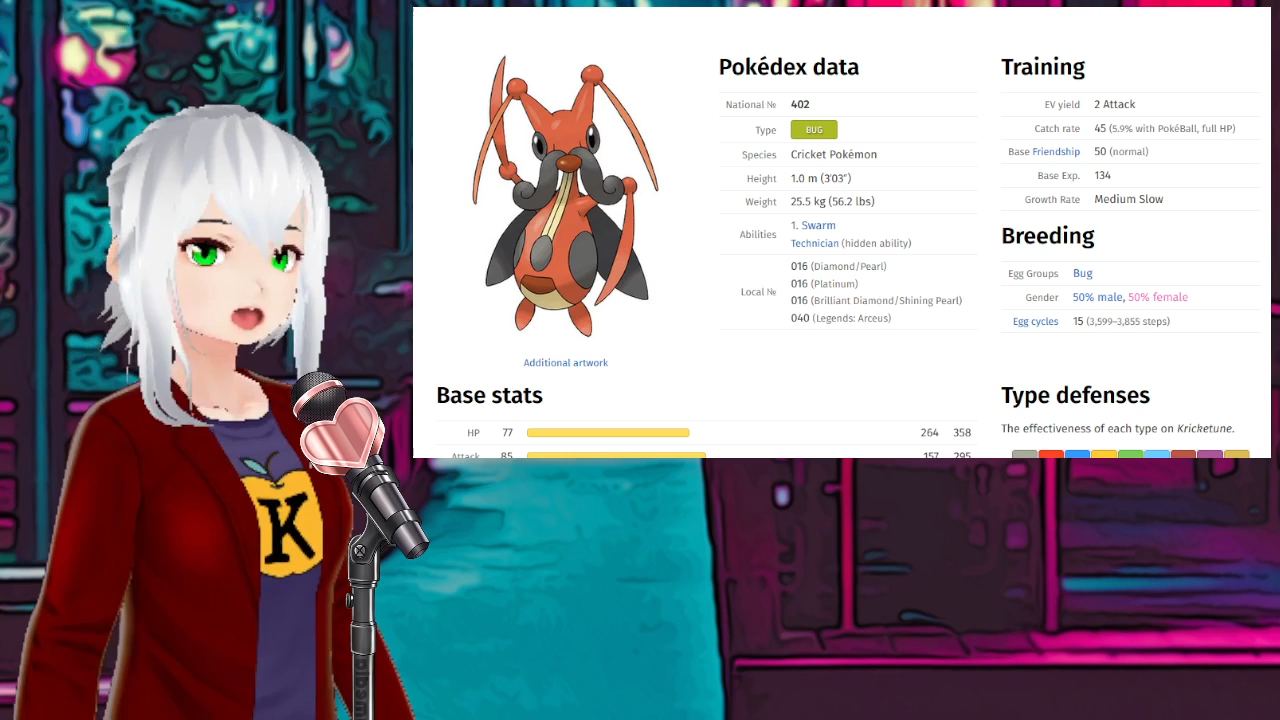 Pokédex data
National № 402
Type BUG
Species Cricket Pokémon
Height 1.0 m (3′03″)
Weight 25.5 kg (56.2 lbs)
Abilities 1. Swarm
Technician (hidden ability)
Local № 016 (Diamond/Pearl)
016 (Platinum)
016 (Brilliant Diamond/Shining Pearl)
040 (Legends: Arceus)
Training
EV yield 2 Attack
Catch rate 45 (5.9% with PokéBall, full HP)
Base Friendship 50 (normal)
Base Exp. 134
Growth Rate Medium Slow
Breeding
Egg Groups Bug
Gender 50% male, 50% female
Egg cycles 15 (3,599–3,855 steps)
Additional artwork
Base stats
HP 77 264 358
Attack 85 157 295
Type defenses
The effectiveness of each type on Kricketune.
K